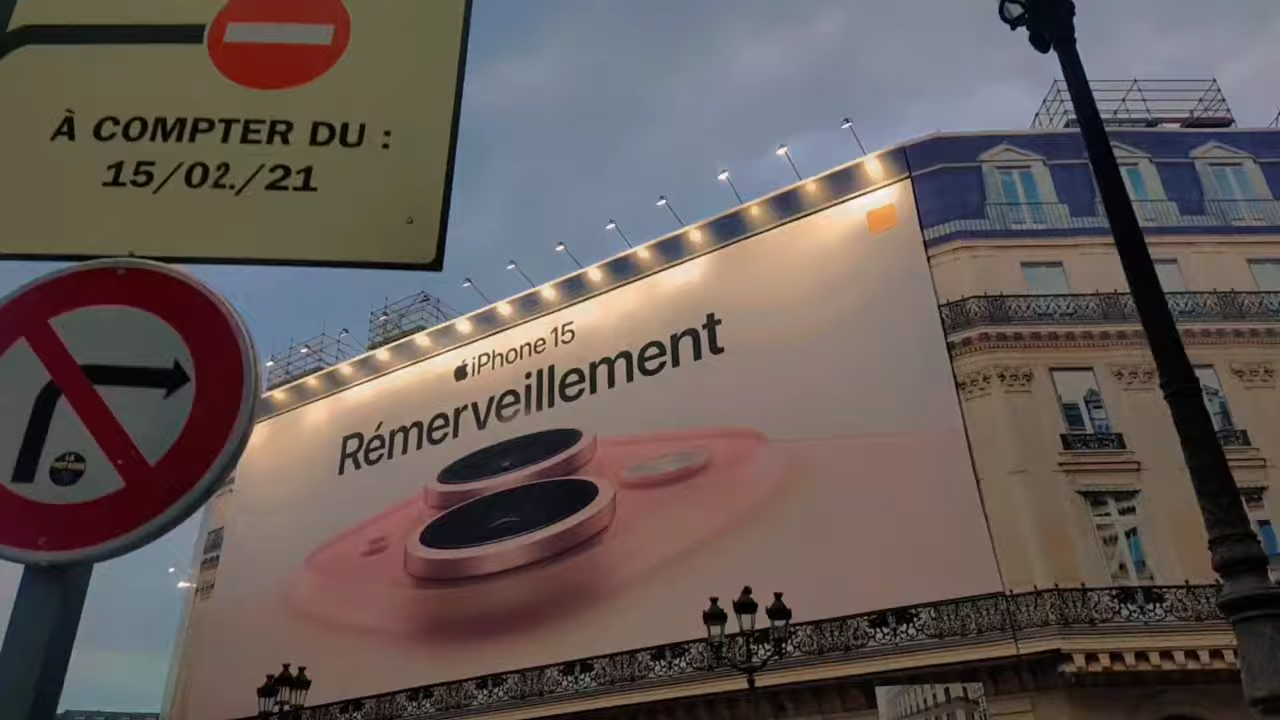 À COMPTER DU :
15/02./21
iPhone 15
Rémerveillement